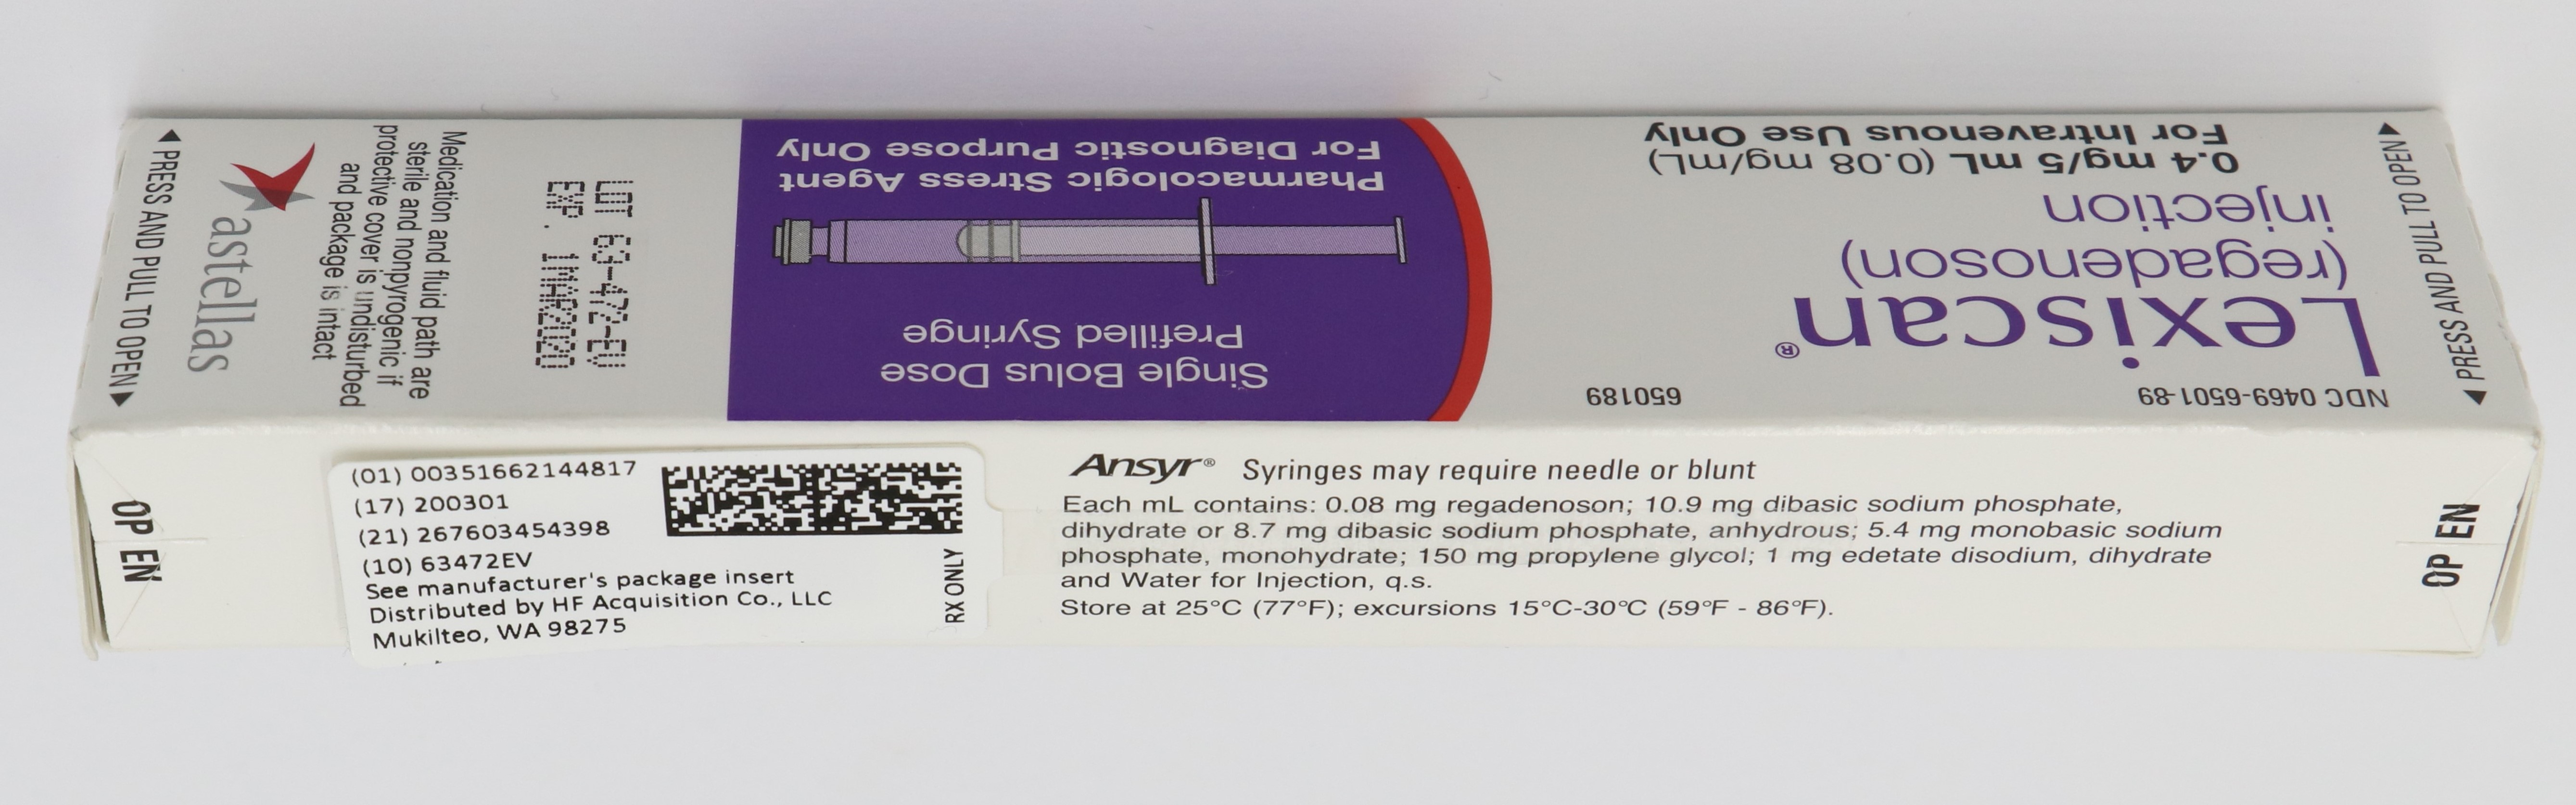 NDC 0469-6501-89
650189
Lexiscan®
(regadenoson)
injection
0.4 mg/5 mL (0.08 mg/mL)
For Intravenous Use Only
Single Bolus Dose
Prefilled Syringe
Pharmacologic Stress Agent
For Diagnostic Purpose Only
LOT 63-472-EV
EXP. 1MAR2020
Medication and fluid path are
sterile and nonpyrogenic if
protective cover is undisturbed
and package is intact
astellas
◄ PRESS AND PULL TO OPEN ►
◄ PRESS AND PULL TO OPEN ►
OP EN
(01) 00351662144817
(17) 200301
(21) 267603454398
(10) 63472EV
See manufacturer's package insert
Distributed by HF Acquisition Co., LLC
Mukilteo, WA 98275
RX ONLY
Ansyr® Syringes may require needle or blunt
Each mL contains: 0.08 mg regadenoson; 10.9 mg dibasic sodium phosphate,
dihydrate or 8.7 mg dibasic sodium phosphate, anhydrous; 5.4 mg monobasic sodium
phosphate, monohydrate; 150 mg propylene glycol; 1 mg edetate disodium, dihydrate
and Water for Injection, q.s.
Store at 25°C (77°F); excursions 15°C-30°C (59°F - 86°F).
OP EN